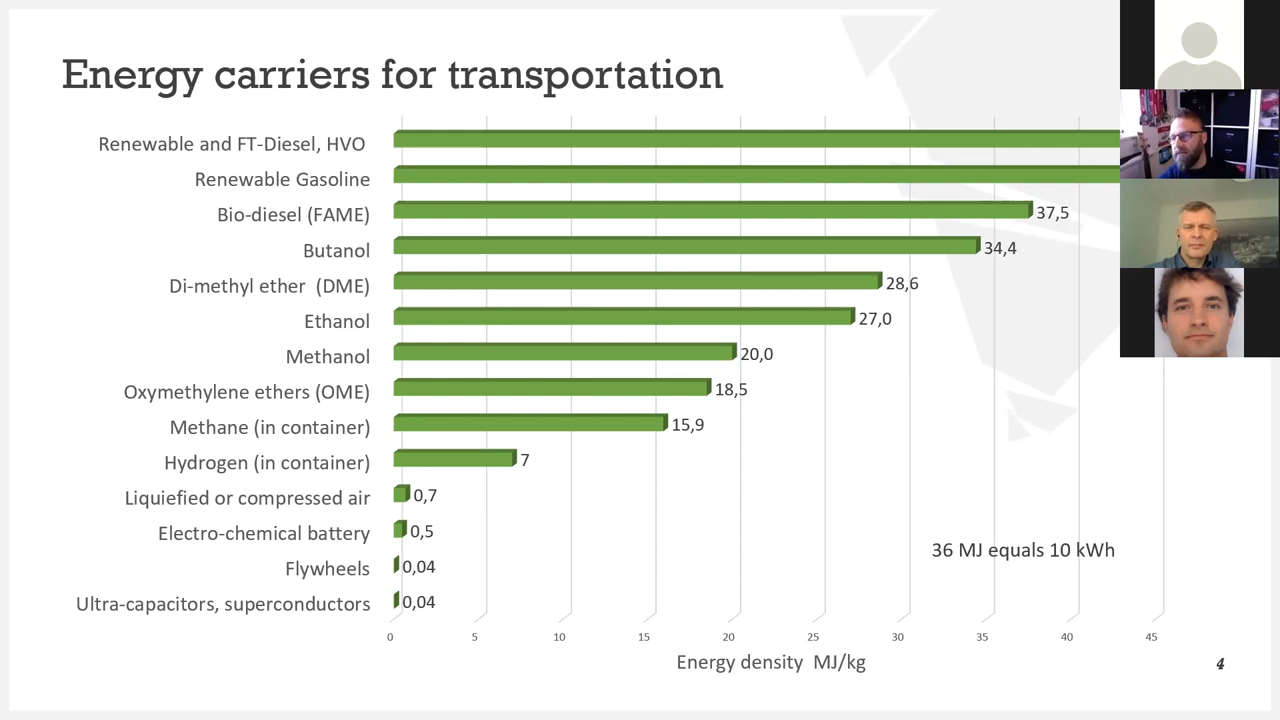 Energy carriers for transportation
Renewable and FT-Diesel, HVO
Renewable Gasoline
Bio-diesel (FAME) 37,5
Butanol 34,4
Di-methyl ether (DME) 28,6
Ethanol 27,0
Methanol 20,0
Oxymethylene ethers (OME) 18,5
Methane (in container) 15,9
Hydrogen (in container) 7
Liquiefied or compressed air 0,7
Electro-chemical battery 0,5
36 MJ equals 10 kWh
Flywheels 0,04
Ultra-capacitors, superconductors 0,04
0 5 10 15 20 25 30 35 40 45
Energy density MJ/kg
4